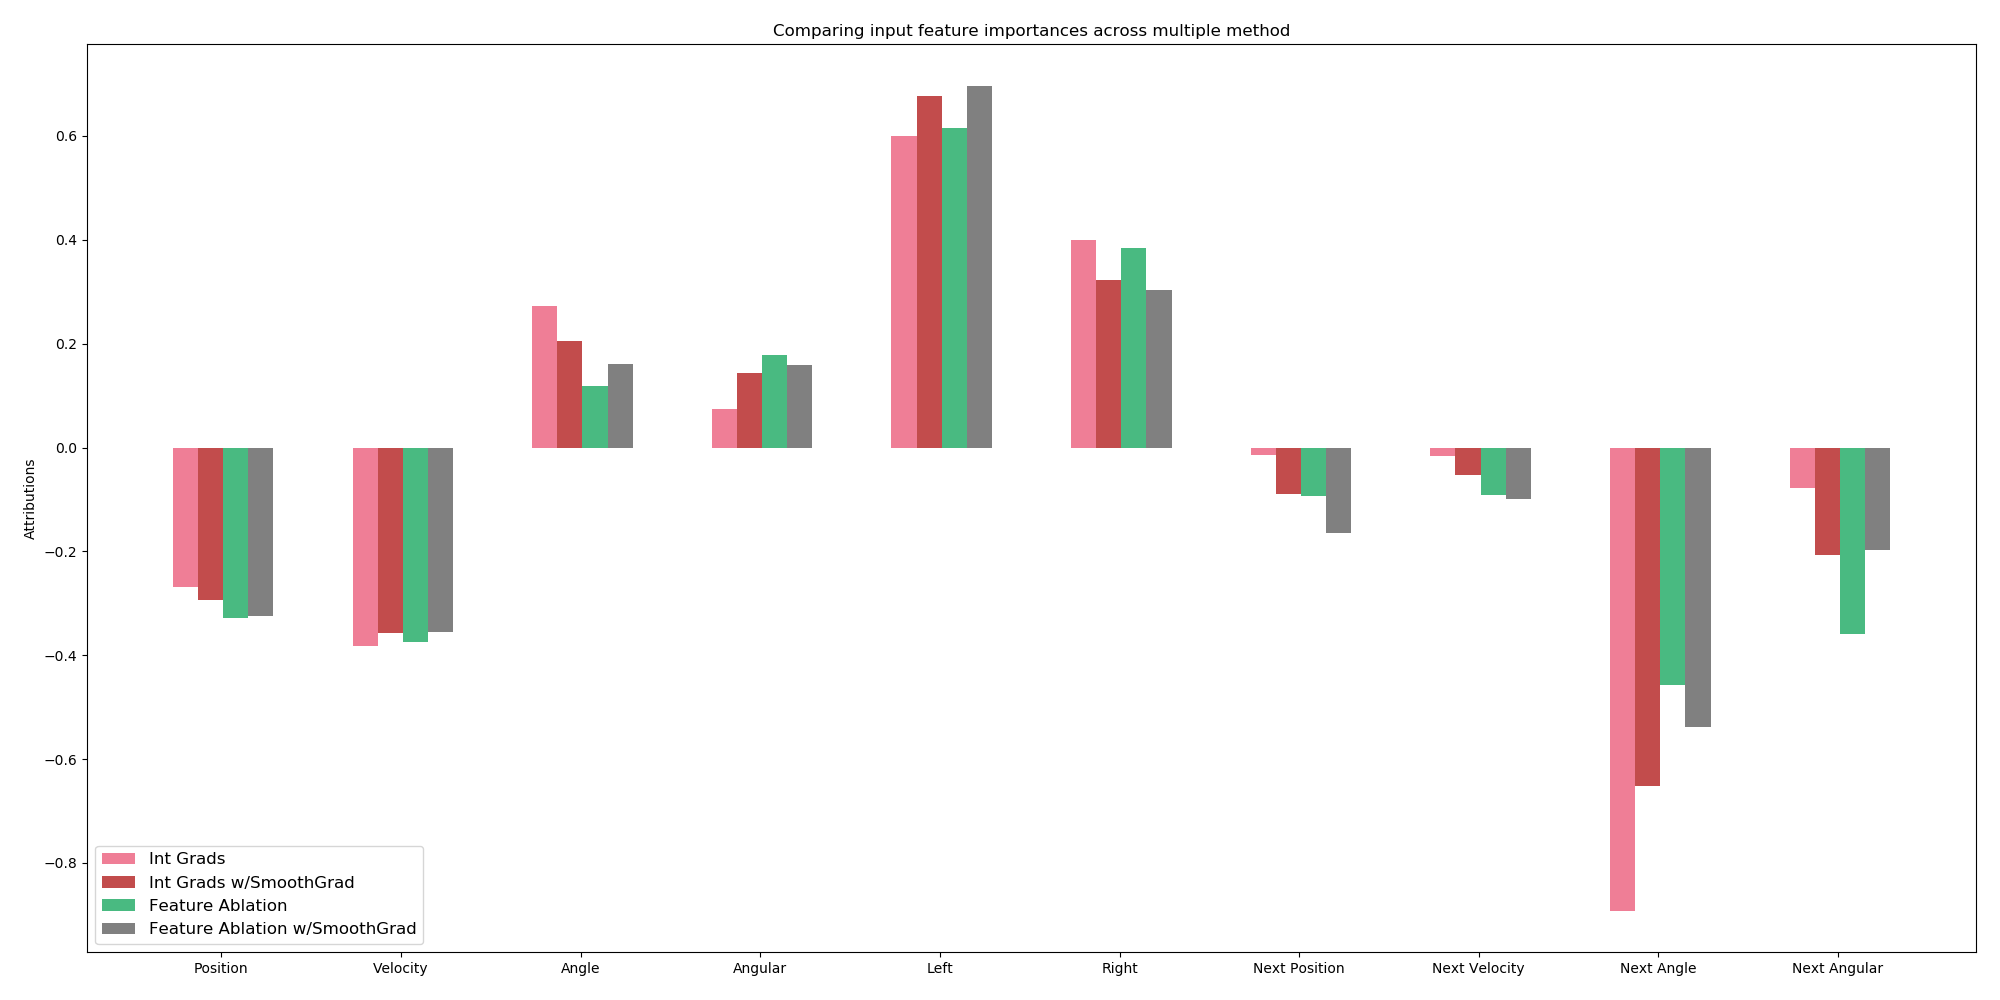 Comparing input feature importances across multiple method
Attributions
0.6
0.4
0.2
0.0
−0.2
−0.4
−0.6
−0.8
Int Grads
Int Grads w/SmoothGrad
Feature Ablation
Feature Ablation w/SmoothGrad
Position Velocity Angle Angular Left Right Next Position Next Velocity Next Angle Next Angular